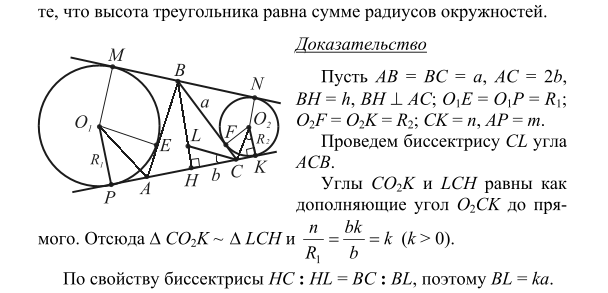 те, что высота треугольника равна сумме радиусов окружностей.
Доказательство
M
B
N
a
O₁
O₂
E
L
F
R₁
R₂
P
A
H
b
C
K
Пусть AB = BC = a, AC = 2b,
BH = h, BH ⊥ AC; O₁E = O₁P = R₁;
O₂F = O₂K = R₂; CK = n, AP = m.
Проведем биссектрису CL угла
ACB.
Углы CO₂K и LCH равны как
дополняющие угол O₂CK до пря-
мого. Отсюда Δ CO₂K ~ Δ LCH и n/R₁ = bk/b = k (k > 0).
По свойству биссектрисы HC : HL = BC : BL, поэтому BL = ka.